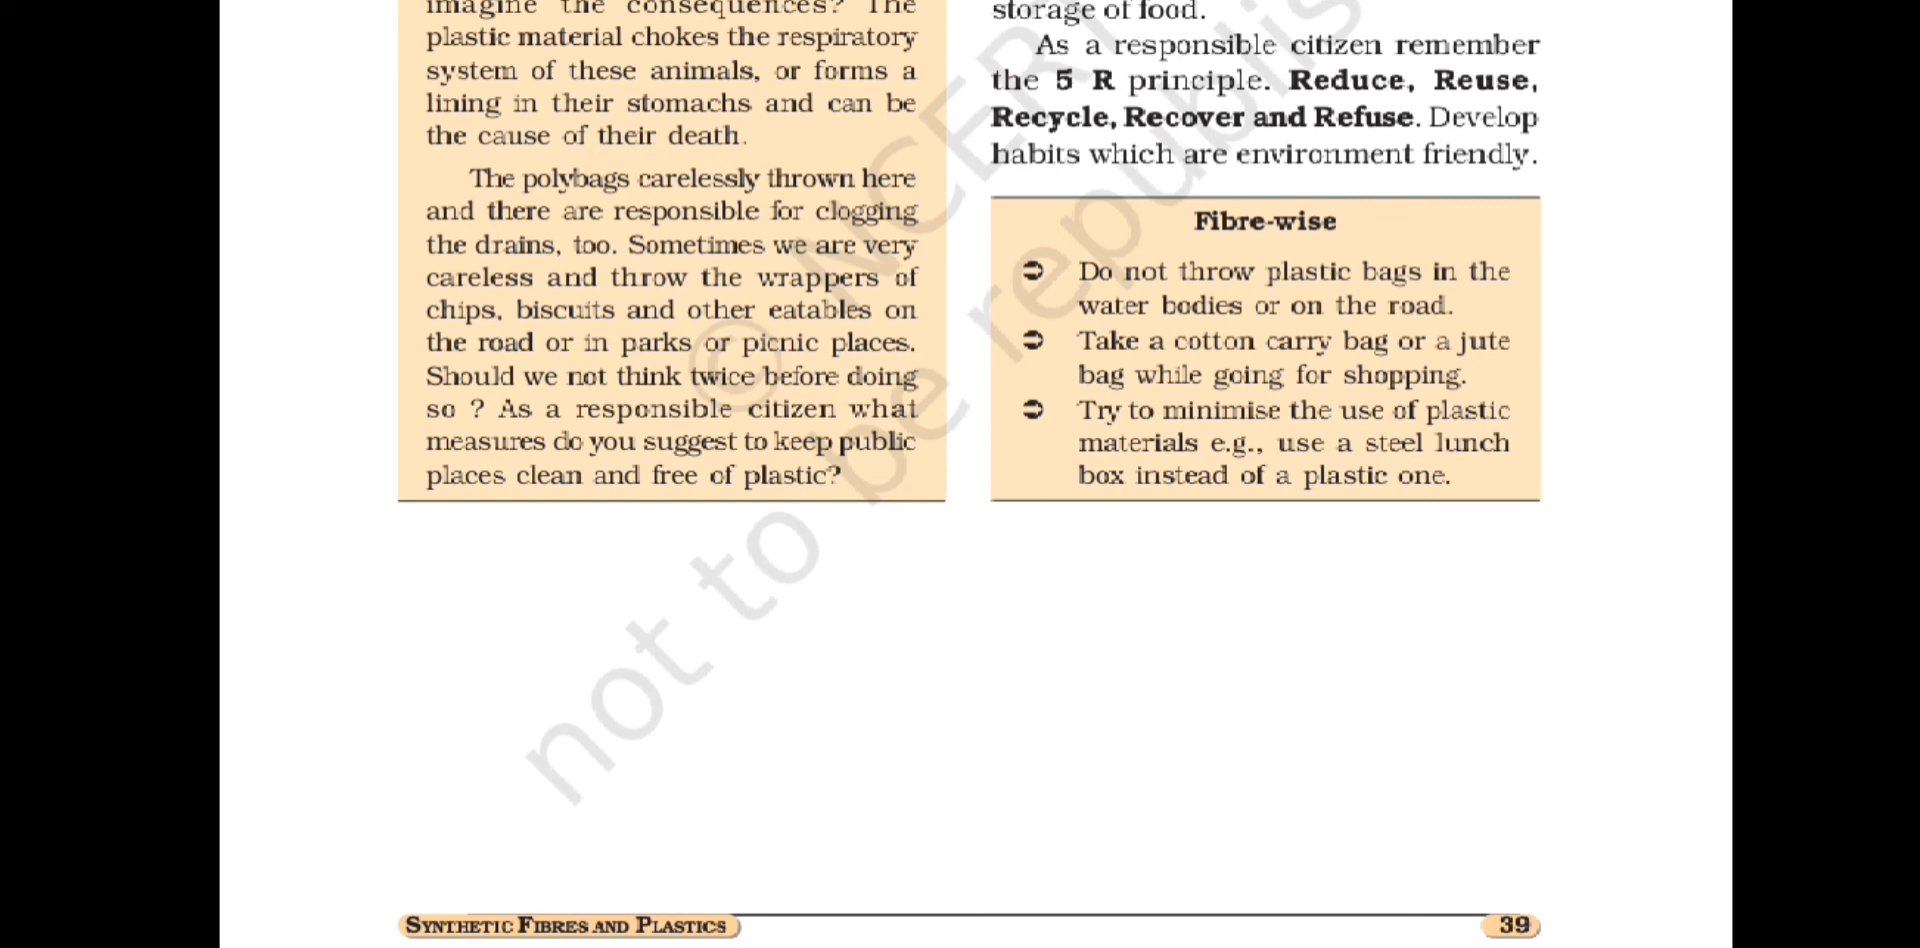 imagine the consequences? The
plastic material chokes the respiratory
system of these animals, or forms a
lining in their stomachs and can be
the cause of their death.
The polybags carelessly thrown here
and there are responsible for clogging
the drains, too. Sometimes we are very
careless and throw the wrappers of
chips, biscuits and other eatables on
the road or in parks or picnic places.
Should we not think twice before doing
so ? As a responsible citizen what
measures do you suggest to keep public
places clean and free of plastic?
storage of food.
As a responsible citizen remember
the 5 R principle. Reduce, Reuse,
Recycle, Recover and Refuse. Develop
habits which are environment friendly.
Fibre-wise
➲ Do not throw plastic bags in the
water bodies or on the road.
➲ Take a cotton carry bag or a jute
bag while going for shopping.
➲ Try to minimise the use of plastic
materials e.g., use a steel lunch
box instead of a plastic one.
© NCERT
not to be republis
SYNTHETIC FIBRES AND PLASTICS
39